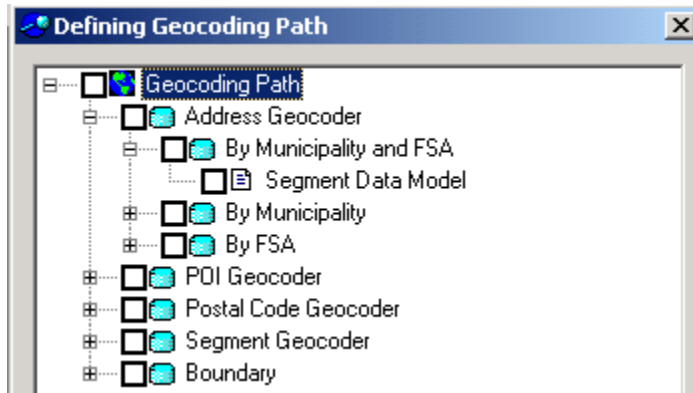 Defining Geocoding Path
Geocoding Path
Address Geocoder
By Municipality and FSA
Segment Data Model
By Municipality
By FSA
POI Geocoder
Postal Code Geocoder
Segment Geocoder
Boundary